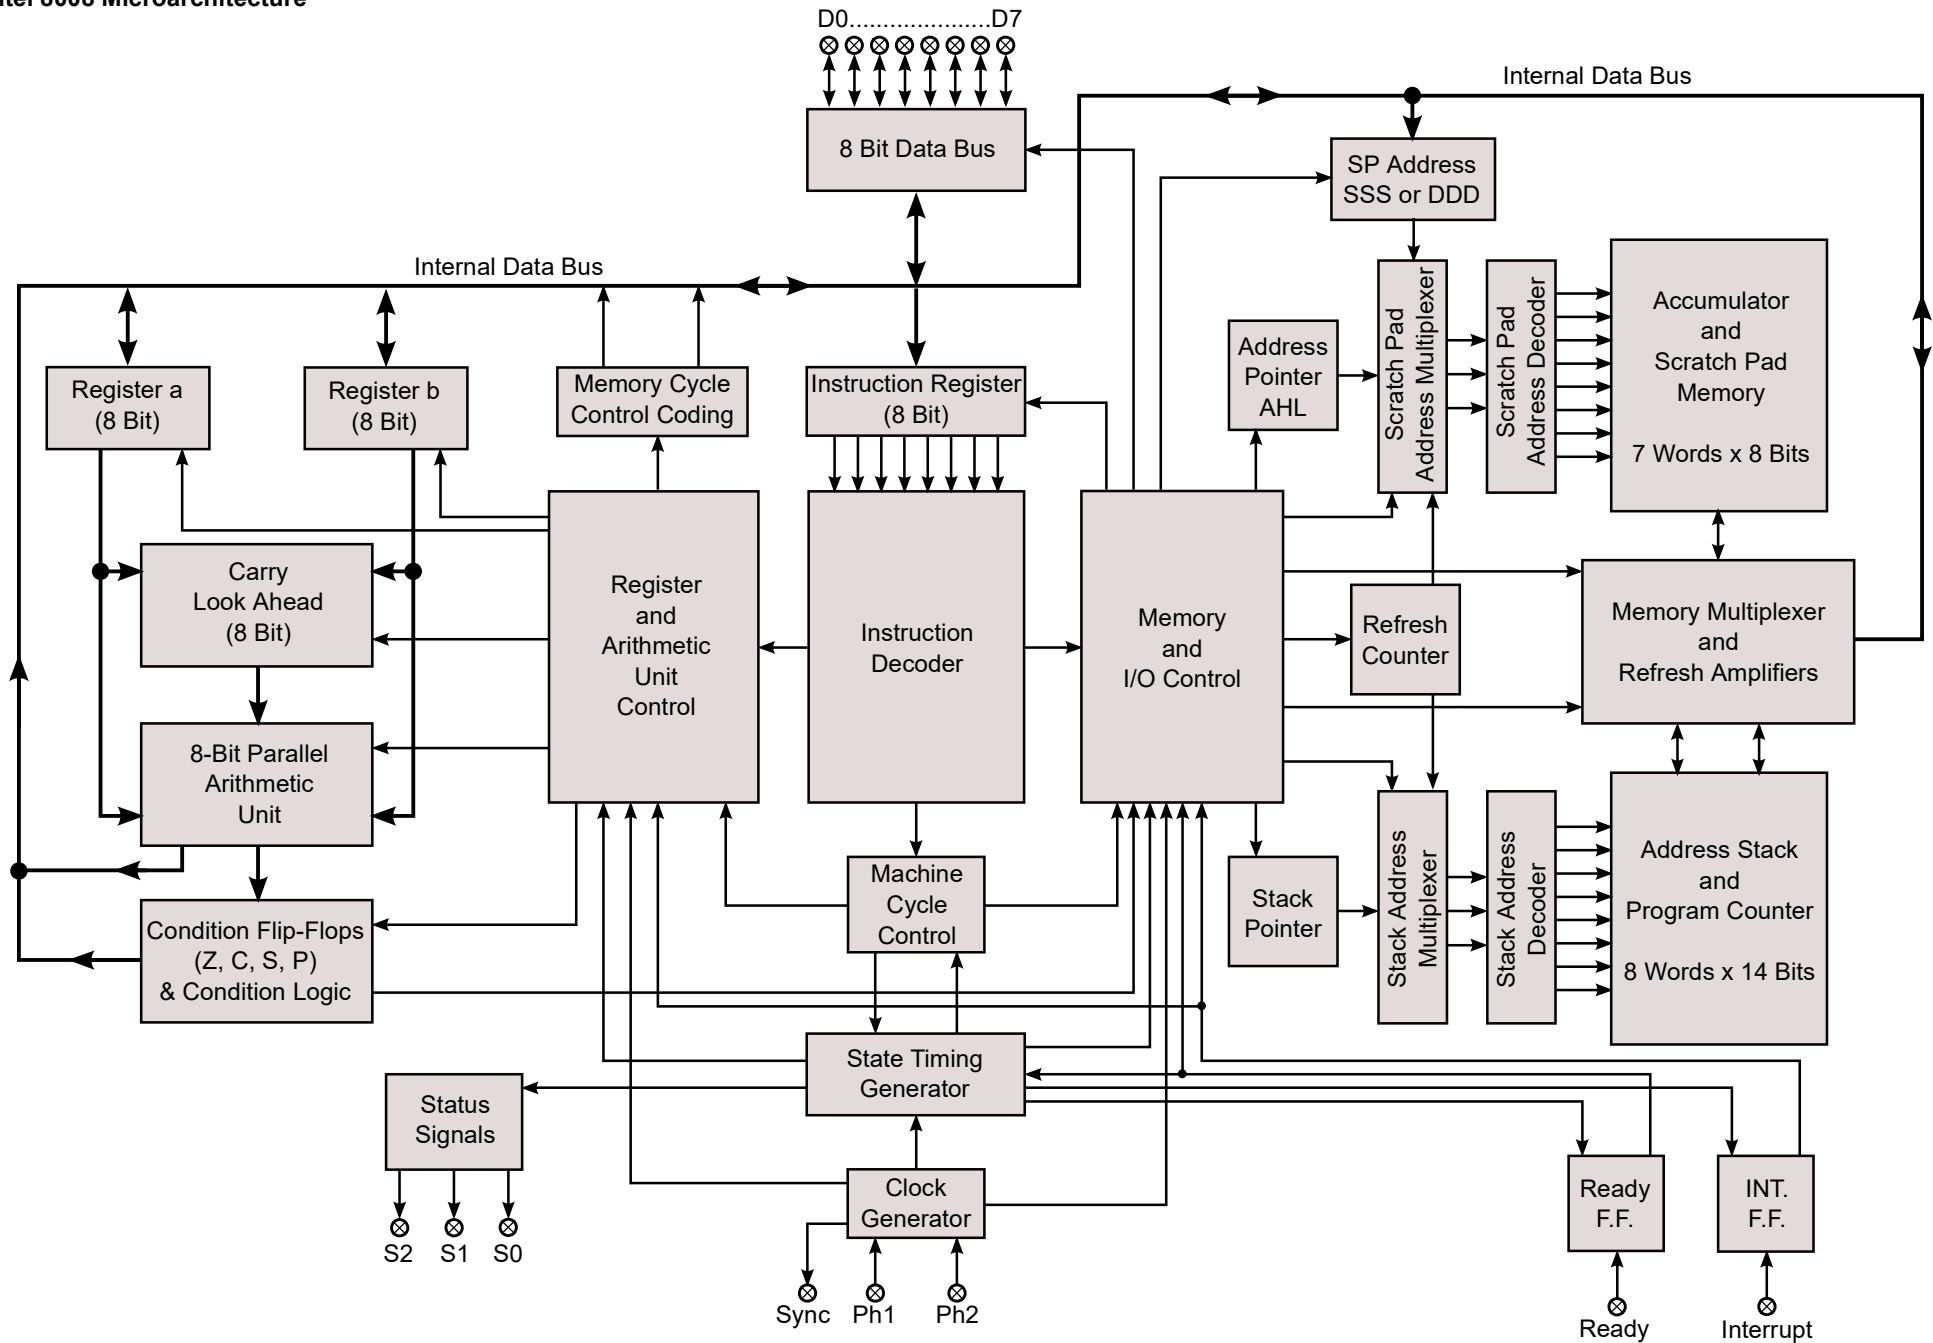 8008 Microarchitecture
D0.....................D7
8 Bit Data Bus
Internal Data Bus
SP Address
SSS or DDD
Internal Data Bus
Register a
(8 Bit)
Register b
(8 Bit)
Memory Cycle
Control Coding
Instruction Register
(8 Bit)
Address
Pointer
AHL
Scratch Pad
Address Multiplexer
Scratch Pad
Address Decoder
Accumulator
and
Scratch Pad
Memory
7 Words x 8 Bits
Carry
Look Ahead
(8 Bit)
Register
and
Arithmetic
Unit
Control
Instruction
Decoder
Memory
and
I/O Control
Refresh
Counter
Memory Multiplexer
and
Refresh Amplifiers
8-Bit Parallel
Arithmetic
Unit
Condition Flip-Flops
(Z, C, S, P)
& Condition Logic
Machine
Cycle
Control
Stack
Pointer
Stack Address
Multiplexer
Stack Address
Decoder
Address Stack
and
Program Counter
8 Words x 14 Bits
State Timing
Generator
Status
Signals
S2
S1
S0
Clock
Generator
Sync
Ph1
Ph2
Ready
F.F.
INT.
F.F.
Ready
Interrupt